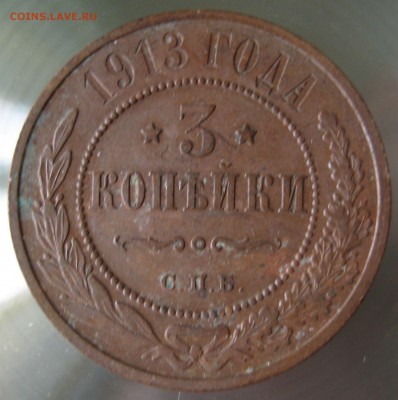 COINS.LAVE.RU
1913 ГОДА
3
КОПѢЙКИ
С.П.Б.